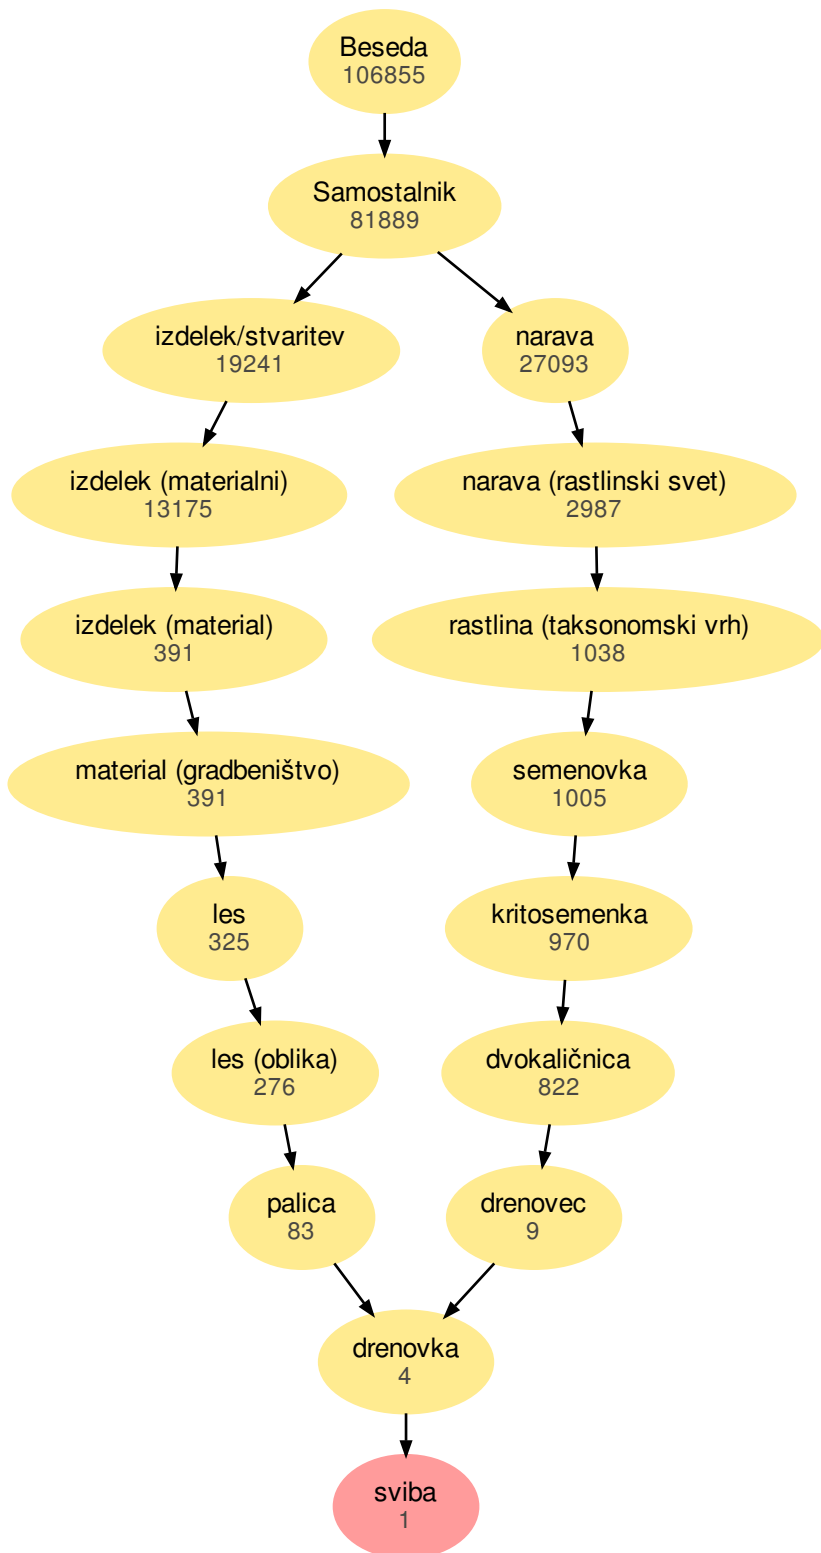 Beseda
106855
Samostalnik
81889
izdelek/stvaritev
19241
narava
27093
izdelek (materialni)
13175
narava (rastlinski svet)
2987
izdelek (material)
391
rastlina (taksonomski vrh)
1038
material (gradbeništvo)
391
semenovka
1005
les
325
kritosemenka
970
les (oblika)
276
dvokaličnica
822
palica
83
drenovec
9
drenovka
4
sviba
1